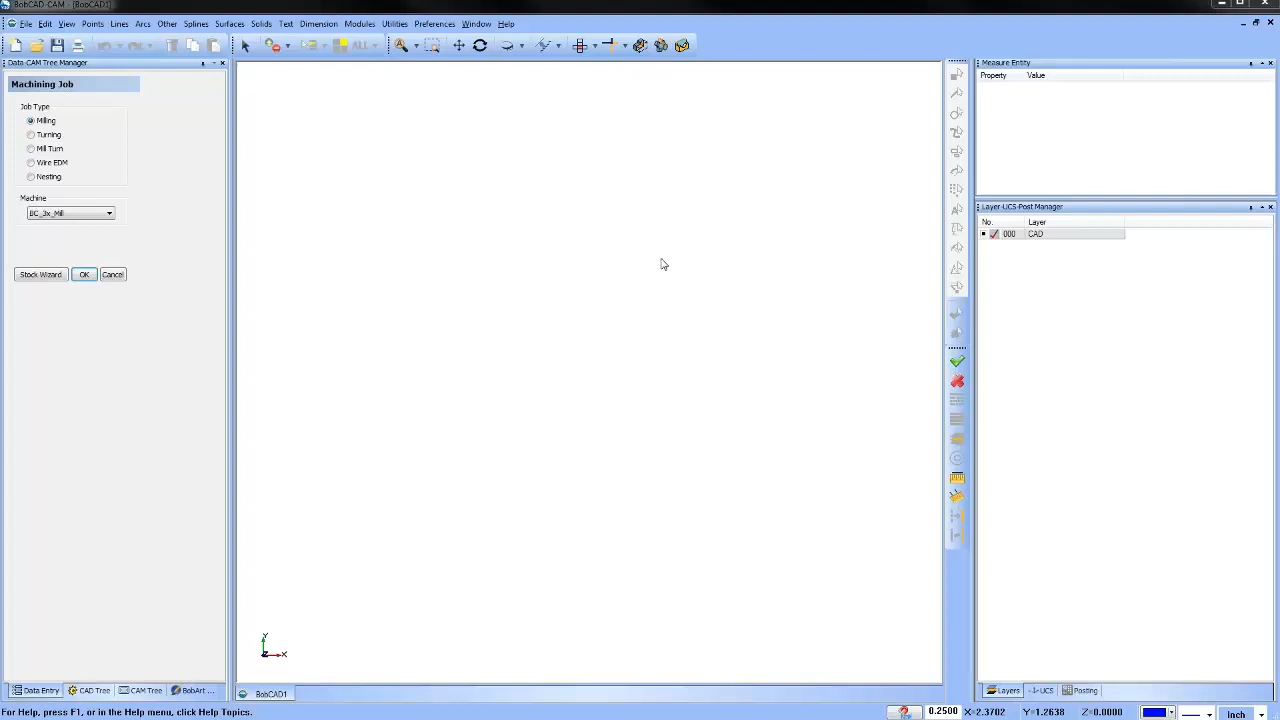 BobCAD-CAM - [BobCAD1]
File Edit View Points Lines Arcs Other Splines Surfaces Solids Text Dimension Modules Utilities Preferences Window Help
ALL
Data-CAM Tree Manager
Machining Job
Job Type
Milling
Turning
Mill Turn
Wire EDM
Nesting
Machine
BC_3x_Mill
Stock Wizard OK Cancel
Measure Entity
Property Value
Layer-UCS-Post Manager
No. Layer
000 CAD
Y
Z X
Data Entry CAD Tree CAM Tree BobArt ...
BobCAD1
Layers UCS Posting
For Help, press F1, or in the Help menu, click Help Topics.
0.2500 X=2.3702 Y=1.2638 Z=0.0000 Inch